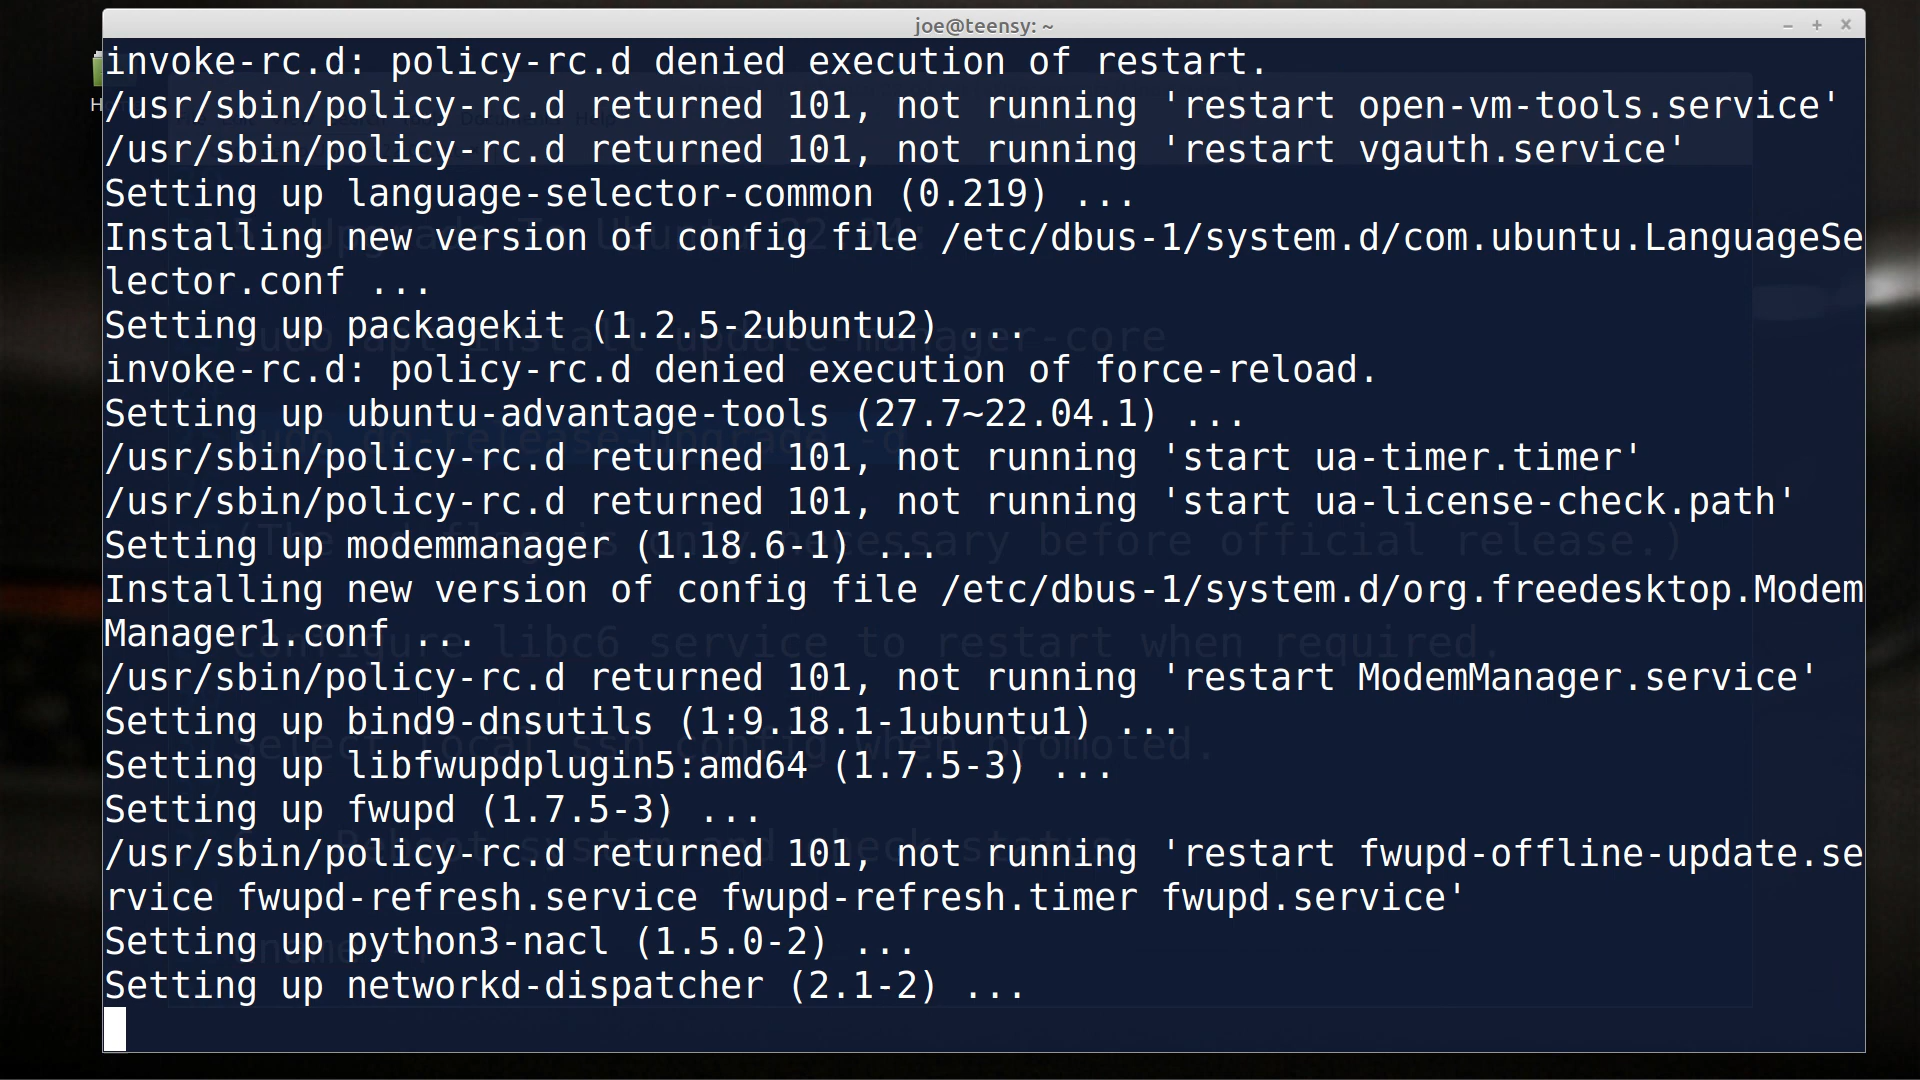 joe@teensy: ~
invoke-rc.d: policy-rc.d denied execution of restart.
/usr/sbin/policy-rc.d returned 101, not running 'restart open-vm-tools.service'
/usr/sbin/policy-rc.d returned 101, not running 'restart vgauth.service'
Setting up language-selector-common (0.219) ...
Installing new version of config file /etc/dbus-1/system.d/com.ubuntu.LanguageSe
lector.conf ...
Setting up packagekit (1.2.5-2ubuntu2) ...
invoke-rc.d: policy-rc.d denied execution of force-reload.
Setting up ubuntu-advantage-tools (27.7~22.04.1) ...
/usr/sbin/policy-rc.d returned 101, not running 'start ua-timer.timer'
/usr/sbin/policy-rc.d returned 101, not running 'start ua-license-check.path'
Setting up modemmanager (1.18.6-1) ...
Installing new version of config file /etc/dbus-1/system.d/org.freedesktop.Modem
Manager1.conf ...
/usr/sbin/policy-rc.d returned 101, not running 'restart ModemManager.service'
Setting up bind9-dnsutils (1:9.18.1-1ubuntu1) ...
Setting up libfwupdplugin5:amd64 (1.7.5-3) ...
Setting up fwupd (1.7.5-3) ...
/usr/sbin/policy-rc.d returned 101, not running 'restart fwupd-offline-update.se
rvice fwupd-refresh.service fwupd-refresh.timer fwupd.service'
Setting up python3-nacl (1.5.0-2) ...
Setting up networkd-dispatcher (2.1-2) ...